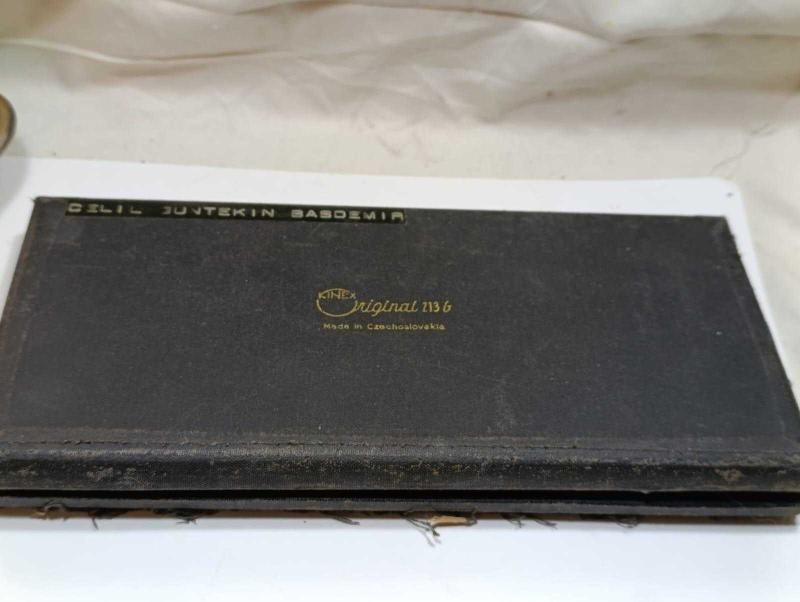 CELIL GUNTEKIN BASDEMIR
KINEX
Original 213 b
Made in Czechoslovakia